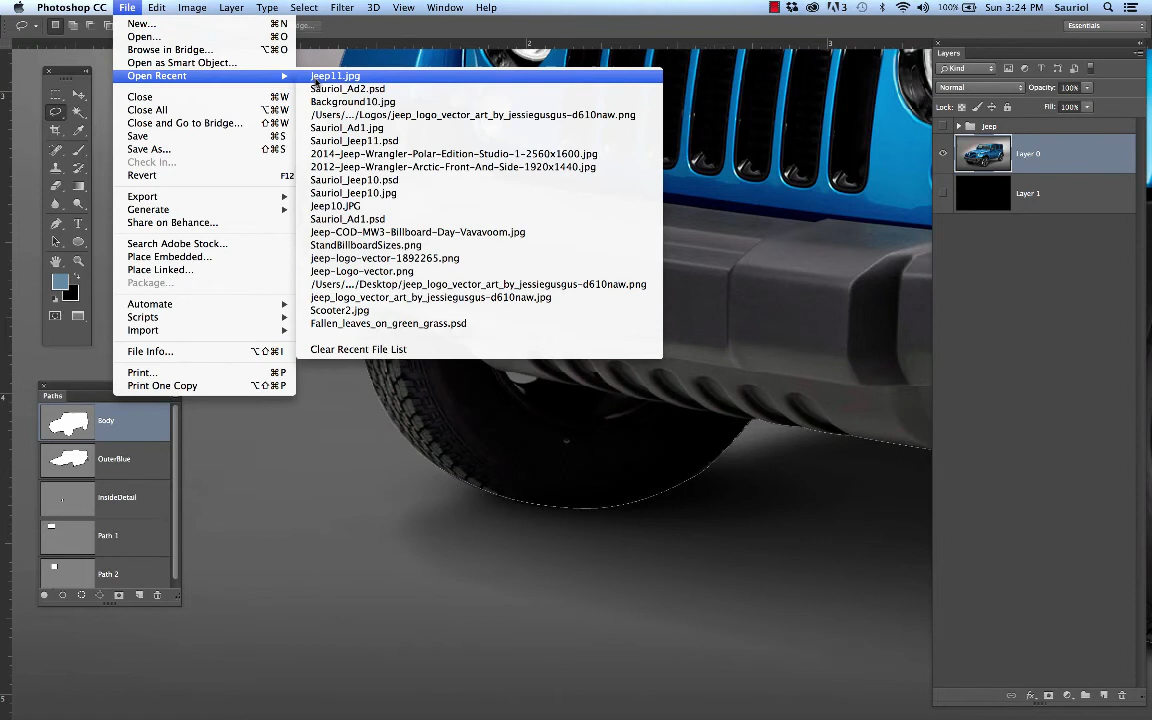 Photoshop CC File Edit Image Layer Type Select Filter 3D View Window Help 3 100% Sun 3:24 PM Sauriol
Essentials
New... ⌘N
Open... ⌘O
Browse in Bridge... ⌥⌘O
Open as Smart Object...
Open Recent
Close ⌘W
Close All ⌥⌘W
Close and Go to Bridge... ⇧⌘W
Save ⌘S
Save As... ⇧⌘S
Check In...
Revert F12
Export
Generate
Share on Behance...
Search Adobe Stock...
Place Embedded...
Place Linked...
Package...
Automate
Scripts
Import
File Info... ⌥⇧⌘I
Print... ⌘P
Print One Copy ⌥⇧⌘P
Jeep11.jpg
Sauriol_Ad2.psd
Background10.jpg
/Users/.../Logos/jeep_logo_vector_art_by_jessiegusgus-d610naw.png
Sauriol_Ad1.jpg
Sauriol_Jeep11.psd
2014-Jeep-Wrangler-Polar-Edition-Studio-1-2560x1600.jpg
2012-Jeep-Wrangler-Arctic-Front-And-Side-1920x1440.jpg
Sauriol_Jeep10.psd
Sauriol_Jeep10.jpg
Jeep10.JPG
Sauriol_Ad1.psd
Jeep-COD-MW3-Billboard-Day-Vavavoom.jpg
StandBillboardSizes.png
jeep-logo-vector-1892265.png
Jeep-Logo-vector.png
/Users/.../Desktop/jeep_logo_vector_art_by_jessiegusgus-d610naw.png
jeep_logo_vector_art_by_jessiegusgus-d610naw.jpg
Scooter2.jpg
Fallen_leaves_on_green_grass.psd
Clear Recent File List
2 3
4
5
Paths
Body
OuterBlue
InsideDetail
Path 1
Path 2
Layers
Kind
Normal Opacity: 100%
Lock: Fill: 100%
Jeep
Layer 0
Layer 1